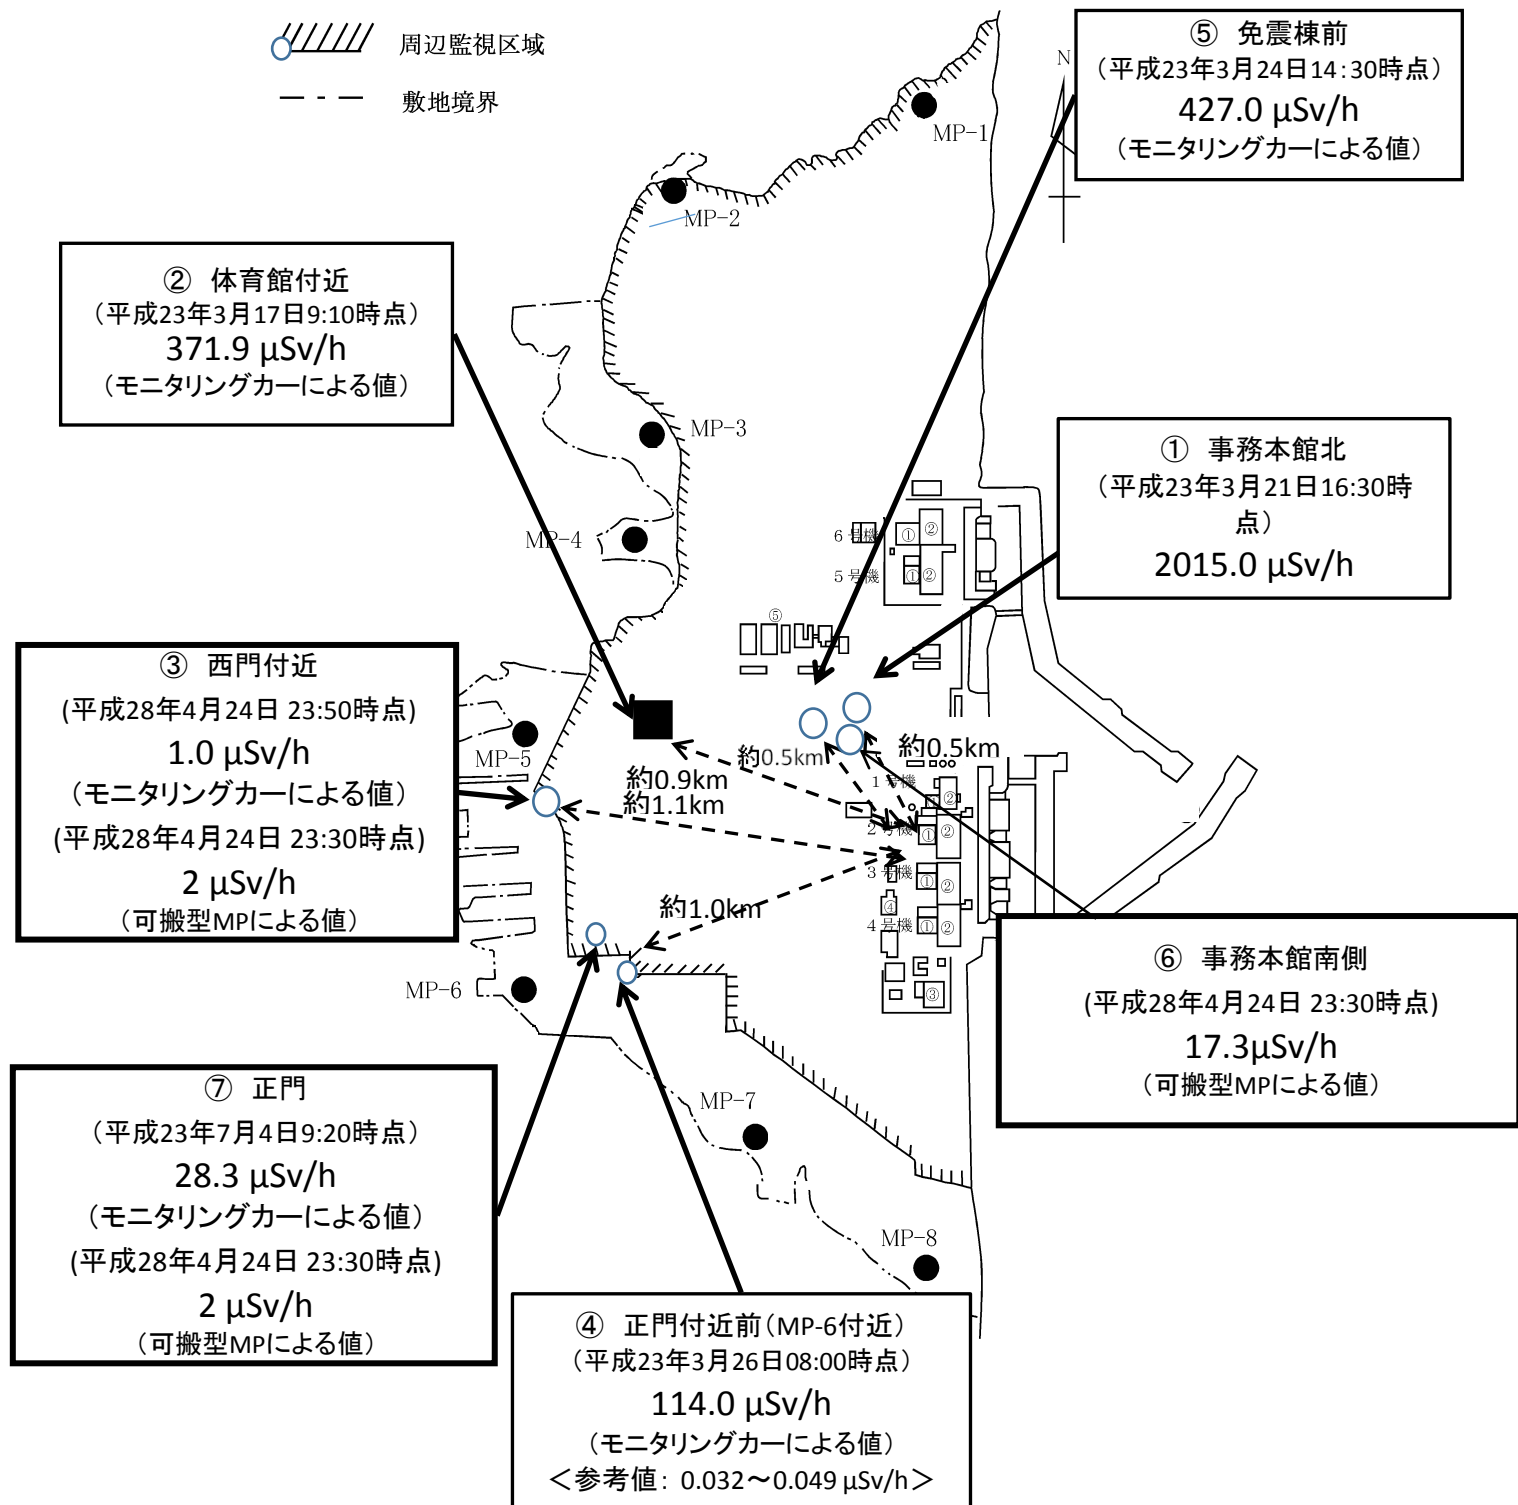 周辺監視区域
敷地境界
N
⑤ 免震棟前
（平成23年3月24日14:30時点）
427.0 μSv/h
（モニタリングカーによる値）
MP-1
MP-2
② 体育館付近
（平成23年3月17日9:10時点）
371.9 μSv/h
（モニタリングカーによる値）
MP-3
① 事務本館北
（平成23年3月21日16:30時
点）
2015.0 μSv/h
MP-4
6号機
① ②
5号機
① ②
⑤
③ 西門付近
(平成28年4月24日 23:50時点)
1.0 μSv/h
（モニタリングカーによる値）
(平成28年4月24日 23:30時点)
2 μSv/h
（可搬型MPによる値）
MP-5
約0.5km
約0.5km
約0.9km
約1.1km
1号機
① ②
2号機
① ②
3号機
① ②
④
4号機
① ②
③
約1.0km
MP-6
⑥ 事務本館南側
(平成28年4月24日 23:30時点)
17.3μSv/h
（可搬型MPによる値）
⑦ 正門
（平成23年7月4日9:20時点）
28.3 μSv/h
（モニタリングカーによる値）
(平成28年4月24日 23:30時点)
2 μSv/h
（可搬型MPによる値）
MP-7
MP-8
④ 正門付近前（MP-6付近）
（平成23年3月26日08:00時点）
114.0 μSv/h
（モニタリングカーによる値）
＜参考値：0.032～0.049 μSv/h＞